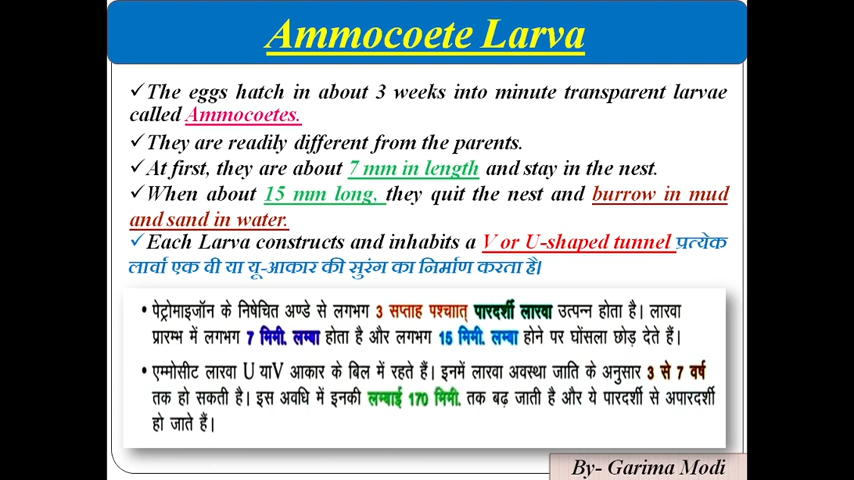 Ammocoete Larva
✓The eggs hatch in about 3 weeks into minute transparent larvae
called Ammocoetes.
✓They are readily different from the parents.
✓At first, they are about 7 mm in length and stay in the nest.
✓When about 15 mm long, they quit the nest and burrow in mud
and sand in water.
✓Each Larva constructs and inhabits a V or U-shaped tunnel प्रत्येक
लार्वा एक वी या यू-आकार की सुरंग का निर्माण करता है।
• पेट्रोमाइज़ॉन के निषेचित अण्डे से लगभग 3 सप्ताह पश्चाात् पारदर्शी लारवा उत्पन्न होता है। लारवा
प्रारम्भ में लगभग 7 मिमी. लम्बा होता है और लगभग 15 मिमी. लम्बा होने पर घोंसला छोड़ देते हैं।
• एम्मोसीट लारवा U याV आकार के बिल में रहते हैं। इनमें लारवा अवस्था जाति के अनुसार 3 से 7 वर्ष
तक हो सकती है। इस अवधि में इनकी लम्बाई 170 मिमी. तक बढ़ जाती है और ये पारदर्शी से अपारदर्शी
हो जाते हैं।
By- Garima Modi